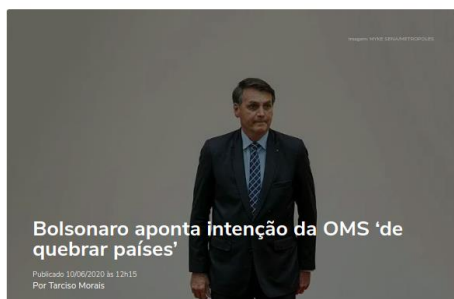 Bolsonaro aponta intenção da OMS ‘de
quebrar países’
Publicado 10/06/2020 às 12h15
Por Tarciso Morais